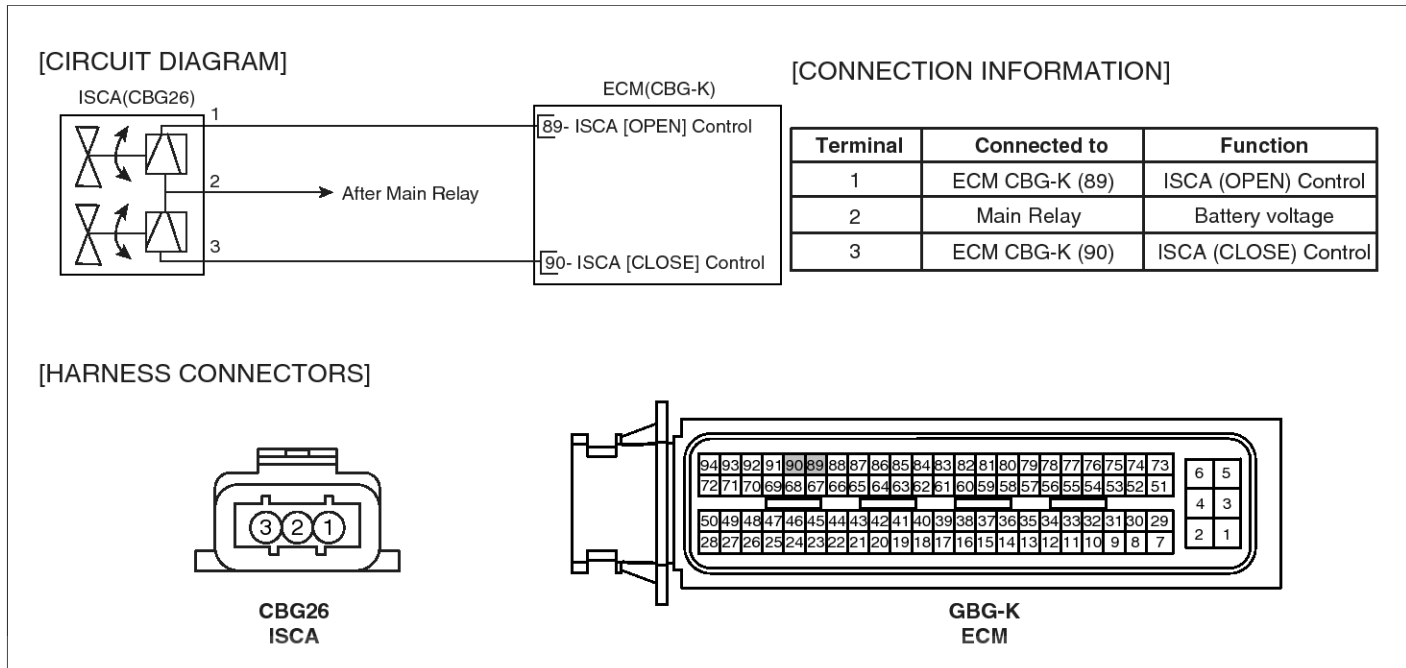 [CIRCUIT DIAGRAM]
ISCA(CBG26)
1
2
3
After Main Relay
ECM(CBG-K)
89- ISCA [OPEN] Control
90- ISCA [CLOSE] Control
[CONNECTION INFORMATION]
Terminal Connected to Function
1 ECM CBG-K (89) ISCA (OPEN) Control
2 Main Relay Battery voltage
3 ECM CBG-K (90) ISCA (CLOSE) Control
[HARNESS CONNECTORS]
3 2 1
CBG26
ISCA
94 93 92 91 90 89 88 87 86 85 84 83 82 81 80 79 78 77 76 75 74 73
72 71 70 69 68 67 66 65 64 63 62 61 60 59 58 57 56 55 54 53 52 51
50 49 48 47 46 45 44 43 42 41 40 39 38 37 36 35 34 33 32 31 30 29
28 27 26 25 24 23 22 21 20 19 18 17 16 15 14 13 12 11 10 9 8 7
6 5
4 3
2 1
GBG-K
ECM